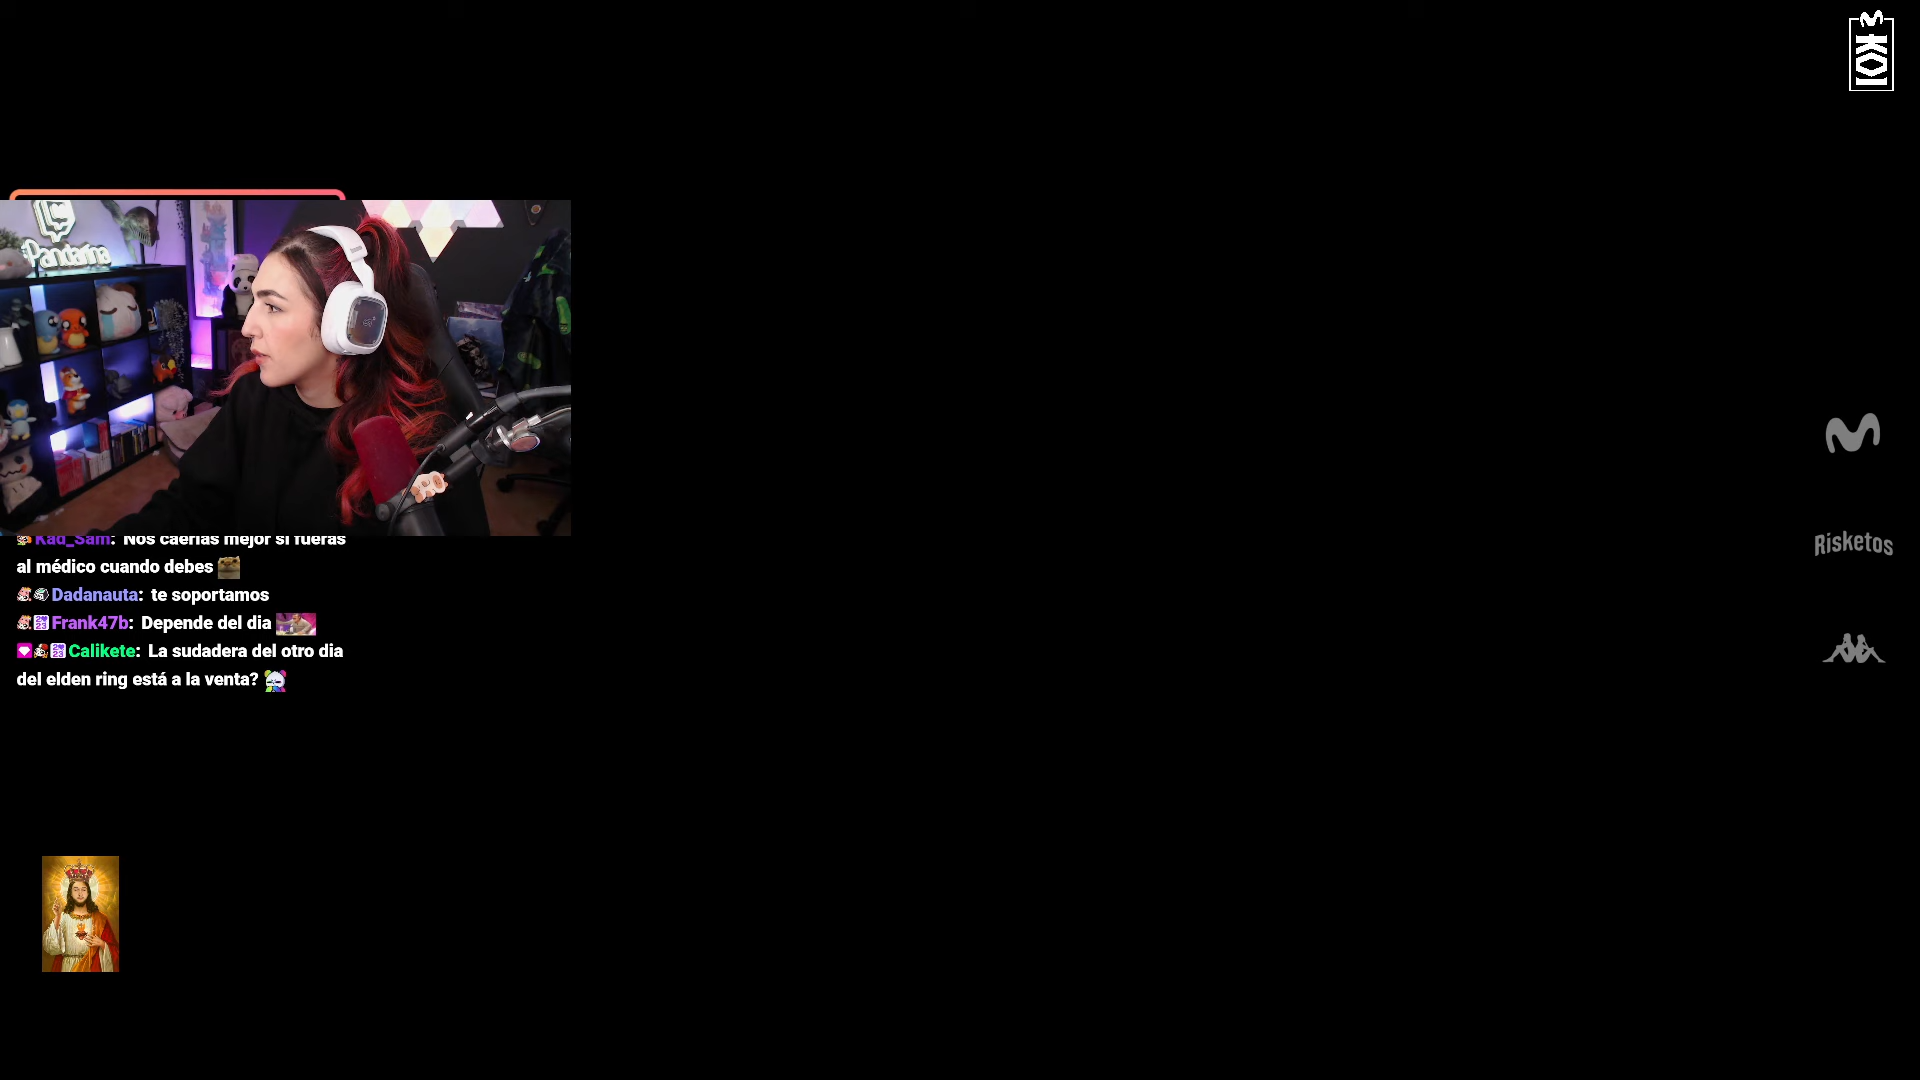 KOI
Pandarina
Kad_Sam: Nos caerías mejor si fueras
al médico cuando debes
Dadanauta: te soportamos
Frank47b: Depende del dia
Calikete: La sudadera del otro dia
del elden ring está a la venta?
Risketos